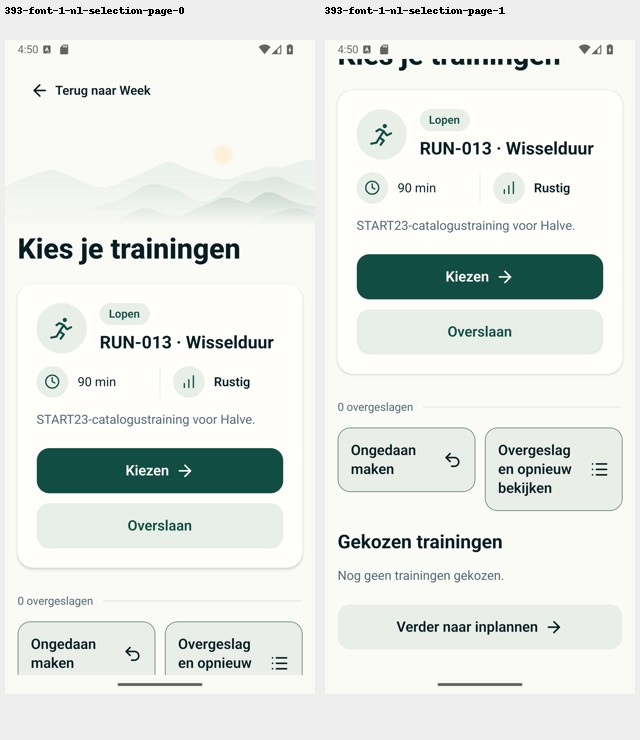 393-font-1-nl-selection-page-0
4:50
Terug naar Week
Kies je trainingen
Lopen
RUN-013 · Wisselduur
90 min
Rustig
START23-catalogustraining voor Halve.
Kiezen
Overslaan
0 overgeslagen
Ongedaan
maken
Overgeslag
en opnieuw
393-font-1-nl-selection-page-1
4:50
Kies je trainingen
Lopen
RUN-013 · Wisselduur
90 min
Rustig
START23-catalogustraining voor Halve.
Kiezen
Overslaan
0 overgeslagen
Ongedaan
maken
Overgeslag
en opnieuw
bekijken
Gekozen trainingen
Nog geen trainingen gekozen.
Verder naar inplannen